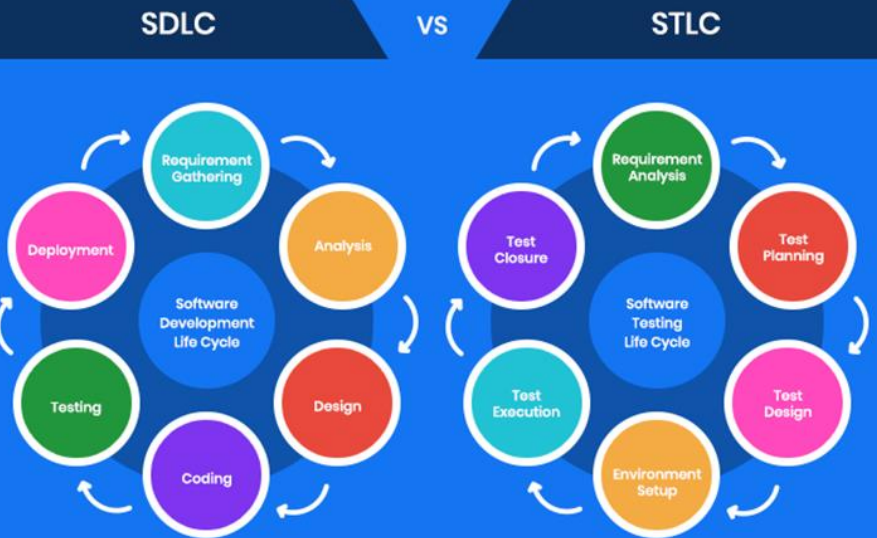 SDLC
VS
STLC
Requirement
Gathering
Analysis
Design
Coding
Testing
Deployment
Software
Development
Life Cycle
Requirement
Analysis
Test
Planning
Test
Design
Environment
Setup
Test
Execution
Test
Closure
Software
Testing
Life Cycle